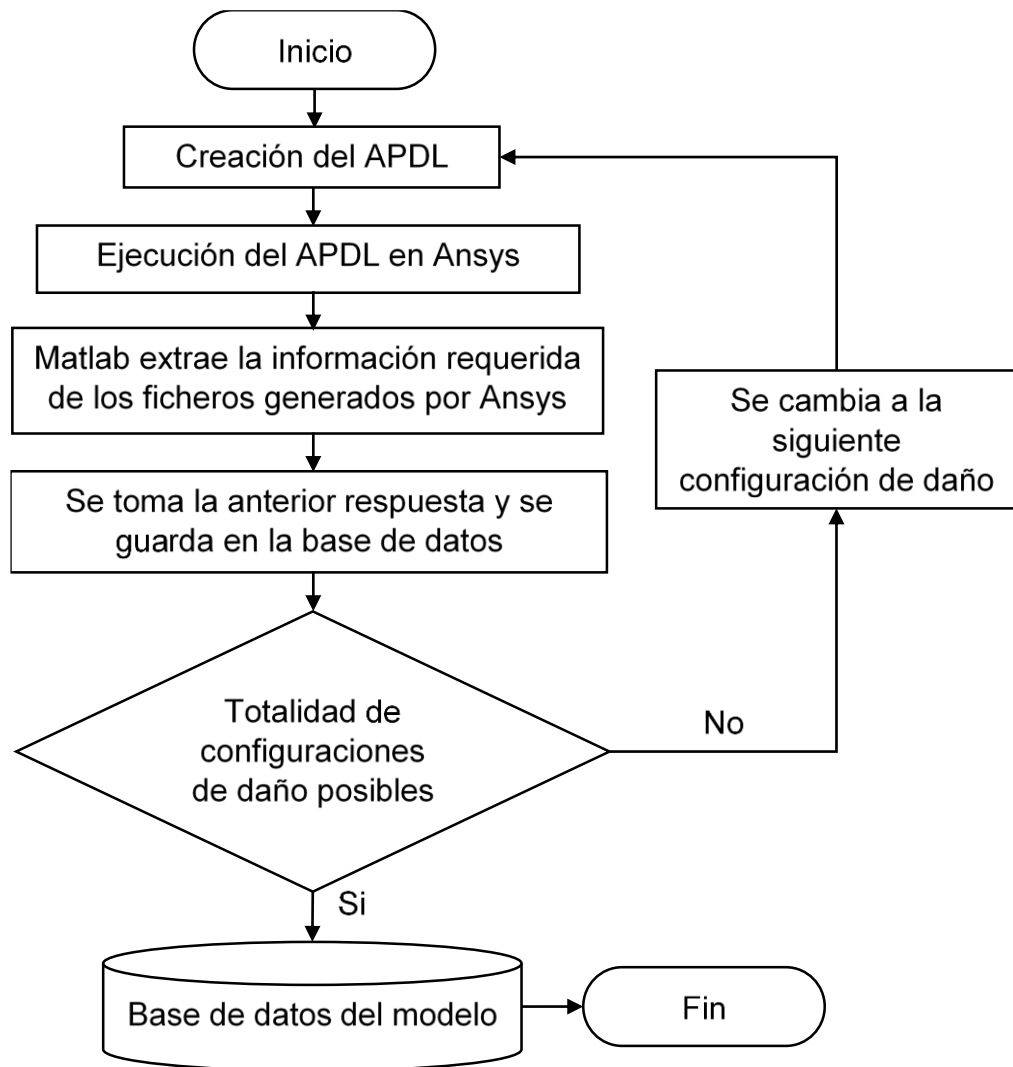 Inicio
Creación del APDL
Ejecución del APDL en Ansys
Matlab extrae la información requerida
de los ficheros generados por Ansys
Se cambia a la
siguiente
configuración de daño
Se toma la anterior respuesta y se
guarda en la base de datos
Totalidad de
configuraciones
de daño posibles
No
Si
Base de datos del modelo
Fin